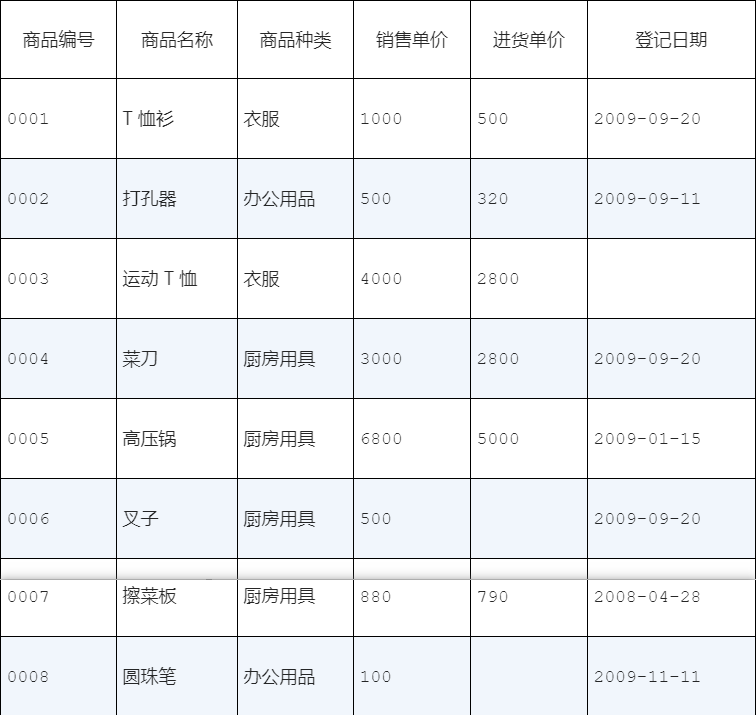 商品编号 商品名称 商品种类 销售单价 进货单价 登记日期
0001 T 恤衫 衣服 1000 500 2009-09-20
0002 打孔器 办公用品 500 320 2009-09-11
0003 运动 T 恤 衣服 4000 2800
0004 菜刀 厨房用具 3000 2800 2009-09-20
0005 高压锅 厨房用具 6800 5000 2009-01-15
0006 叉子 厨房用具 500 2009-09-20
0007 擦菜板 厨房用具 880 790 2008-04-28
0008 圆珠笔 办公用品 100 2009-11-11